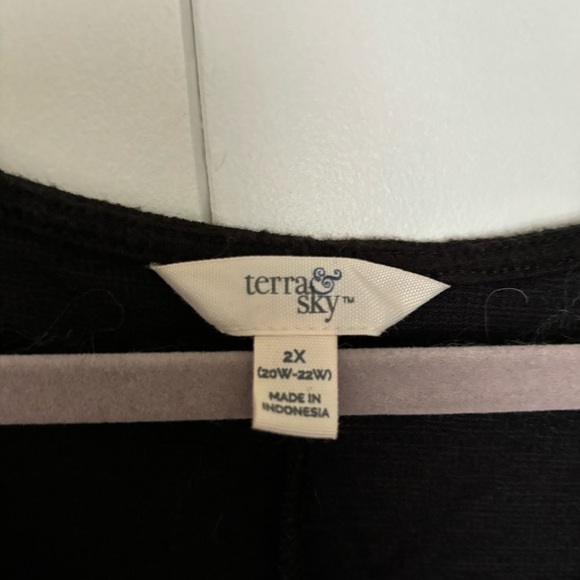 terra&
sky™
2X
(20W-22W)
MADE IN
INDONESIA